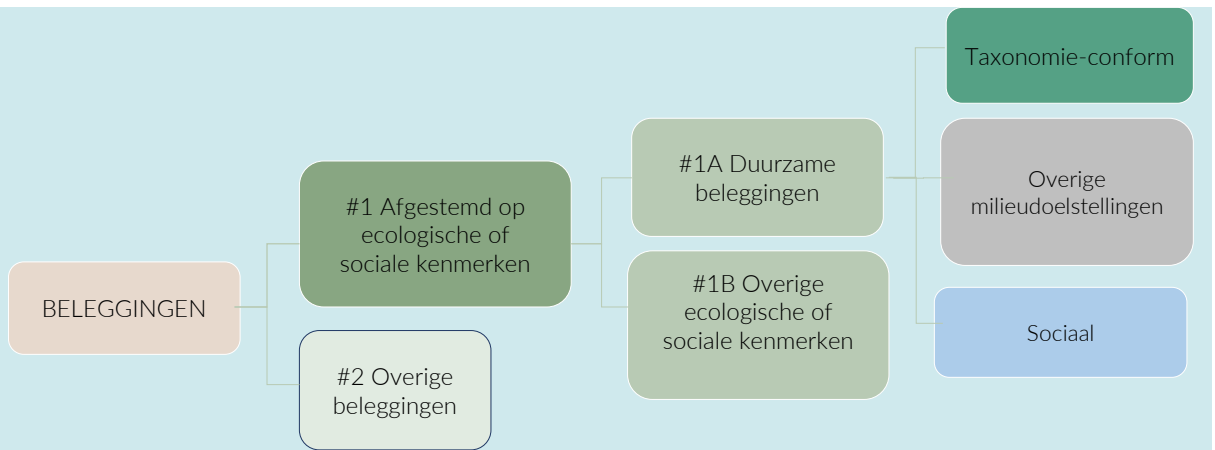 BELEGGINGEN
#1 Afgestemd op
ecologische of
sociale kenmerken
#2 Overige
beleggingen
#1A Duurzame
beleggingen
#1B Overige
ecologische of
sociale kenmerken
Taxonomie-conform
Overige
milieudoelstellingen
Sociaal